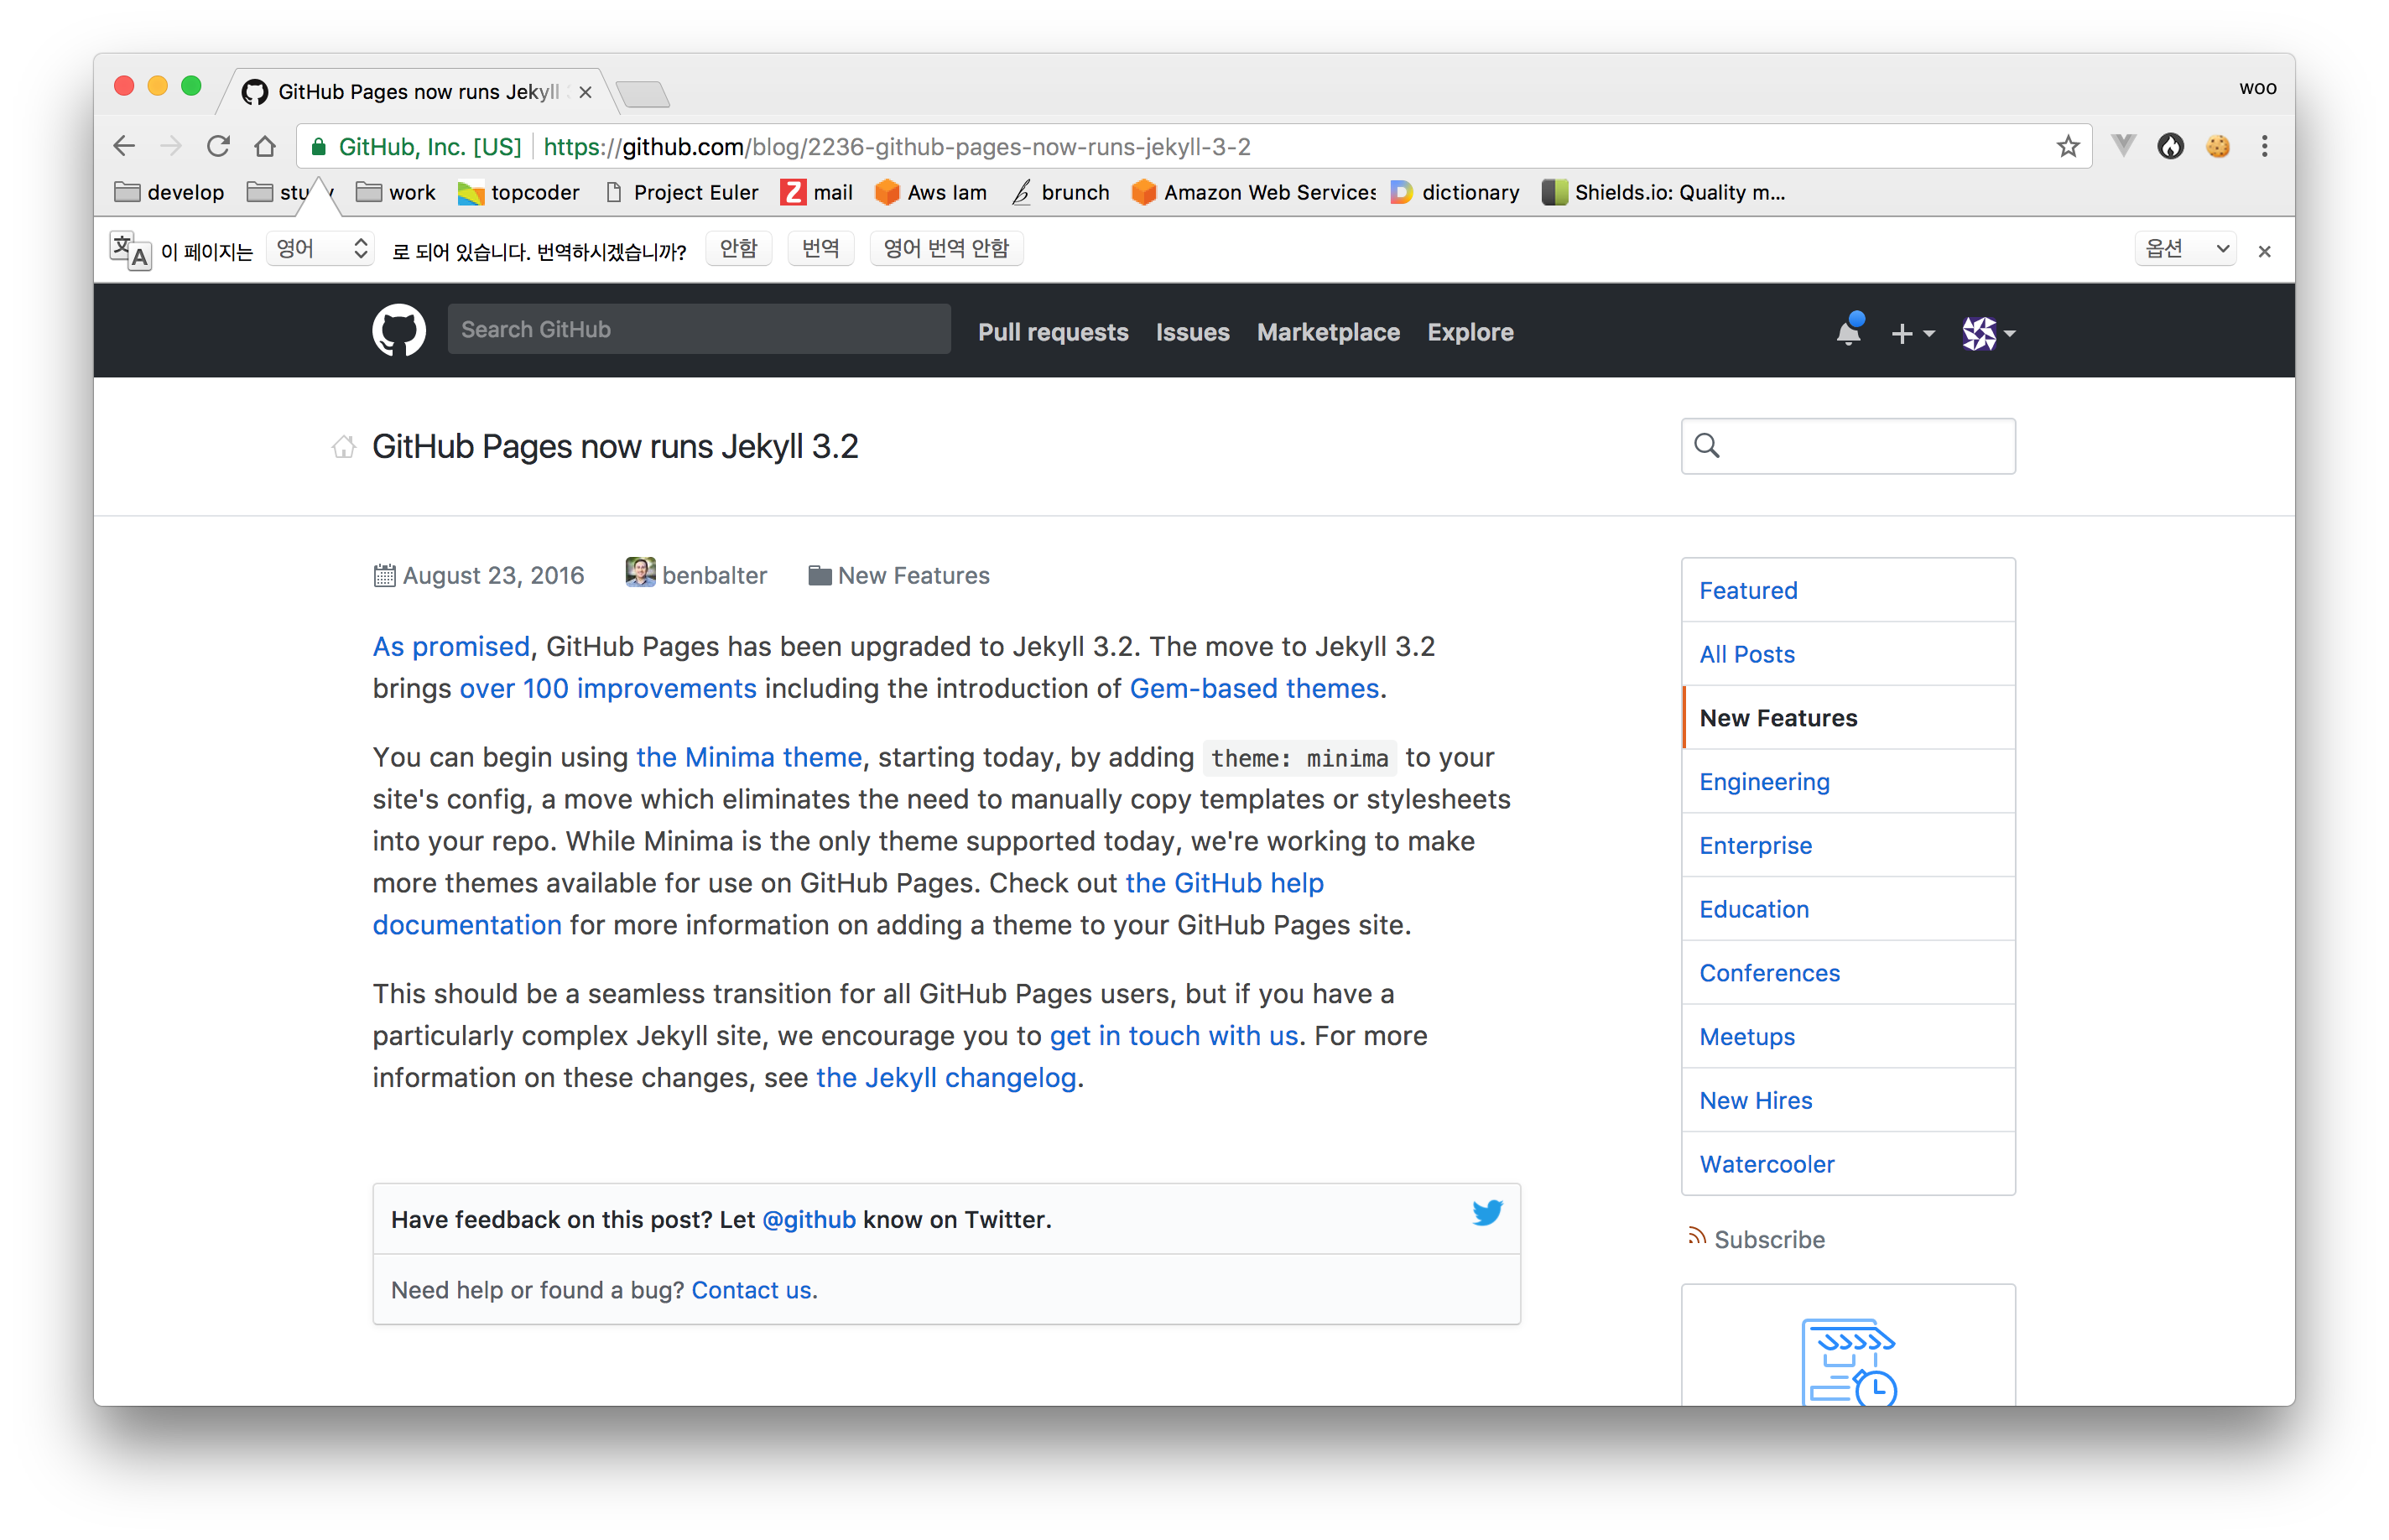 GitHub Pages now runs Jekyll
woo
GitHub, Inc. [US] https://github.com/blog/2236-github-pages-now-runs-jekyll-3-2
develop work topcoder Project Euler mail Aws Iam brunch Amazon Web Services dictionary Shields.io: Quality m...
이 페이지는 영어 로 되어 있습니다. 번역하시겠습니까? 안함 번역 영어 번역 안함 옵션
Search GitHub Pull requests Issues Marketplace Explore
GitHub Pages now runs Jekyll 3.2
August 23, 2016 benbalter New Features
As promised, GitHub Pages has been upgraded to Jekyll 3.2. The move to Jekyll 3.2
brings over 100 improvements including the introduction of Gem-based themes.
You can begin using the Minima theme, starting today, by adding theme: minima to your
site's config, a move which eliminates the need to manually copy templates or stylesheets
into your repo. While Minima is the only theme supported today, we're working to make
more themes available for use on GitHub Pages. Check out the GitHub help
documentation for more information on adding a theme to your GitHub Pages site.
This should be a seamless transition for all GitHub Pages users, but if you have a
particularly complex Jekyll site, we encourage you to get in touch with us. For more
information on these changes, see the Jekyll changelog.
Have feedback on this post? Let @github know on Twitter.
Need help or found a bug? Contact us.
Featured
All Posts
New Features
Engineering
Enterprise
Education
Conferences
Meetups
New Hires
Watercooler
Subscribe